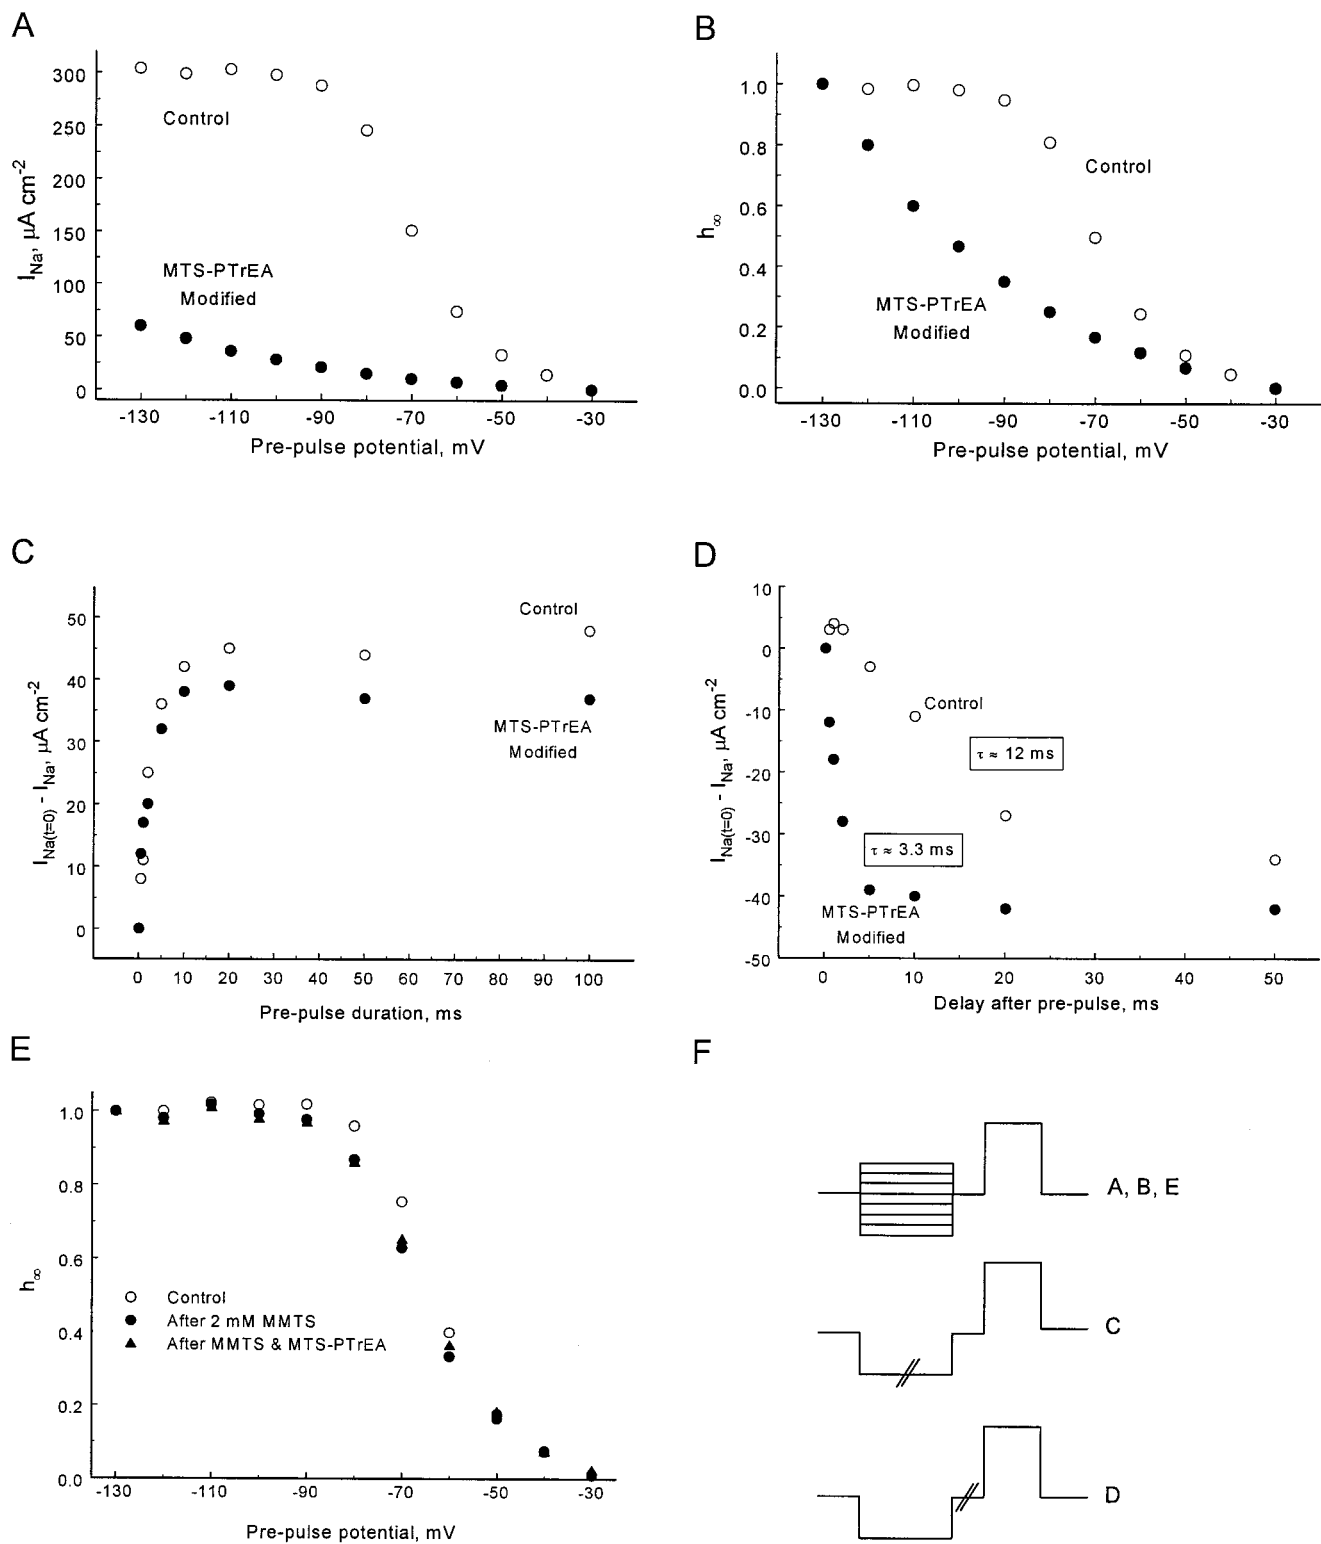 A
300
250
200
150
100
50
0
I_Na, µA cm⁻²
Control
MTS-PTrEA
Modified
-130 -110 -90 -70 -50 -30
Pre-pulse potential, mV
B
1.0
0.8
0.6
0.4
0.2
0.0
h∞
Control
MTS-PTrEA
Modified
-130 -110 -90 -70 -50 -30
Pre-pulse potential, mV
C
50
40
30
20
10
0
I_Na(t=0) - I_Na, µA cm⁻²
Control
MTS-PTrEA
Modified
0 10 20 30 40 50 60 70 80 90 100
Pre-pulse duration, ms
D
10
0
-10
-20
-30
-40
-50
I_Na(t=0) - I_Na, µA cm⁻²
Control
τ ≈ 12 ms
τ ≈ 3.3 ms
MTS-PTrEA
Modified
0 10 20 30 40 50
Delay after pre-pulse, ms
E
1.0
0.8
0.6
0.4
0.2
0.0
h∞
Control
After 2 mM MMTS
After MMTS & MTS-PTrEA
-130 -110 -90 -70 -50 -30
Pre-pulse potential, mV
F
A, B, E
C
D